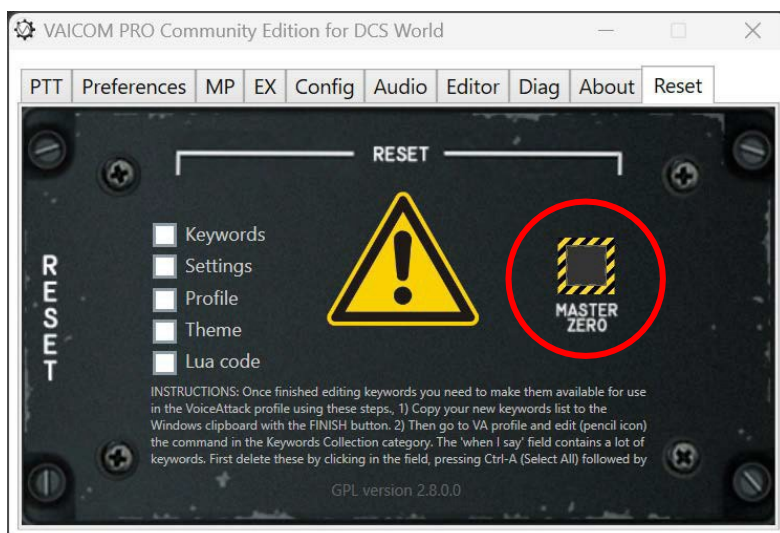 VAICOM PRO Community Edition for DCS World
PTT Preferences MP EX Config Audio Editor Diag About Reset
RESET
RESET
Keywords
Settings
Profile
Theme
Lua code
MASTER
ZERO
INSTRUCTIONS: Once finished editing keywords you need to make them available for use
in the VoiceAttack profile using these steps., 1) Copy your new keywords list to the
Windows clipboard with the FINISH button. 2) Then go to VA profile and edit (pencil icon)
the command in the Keywords Collection category. The 'when I say' field contains a lot of
keywords. First delete these by clicking in the field, pressing Ctrl-A (Select All) followed by
GPL version 2.8.0.0